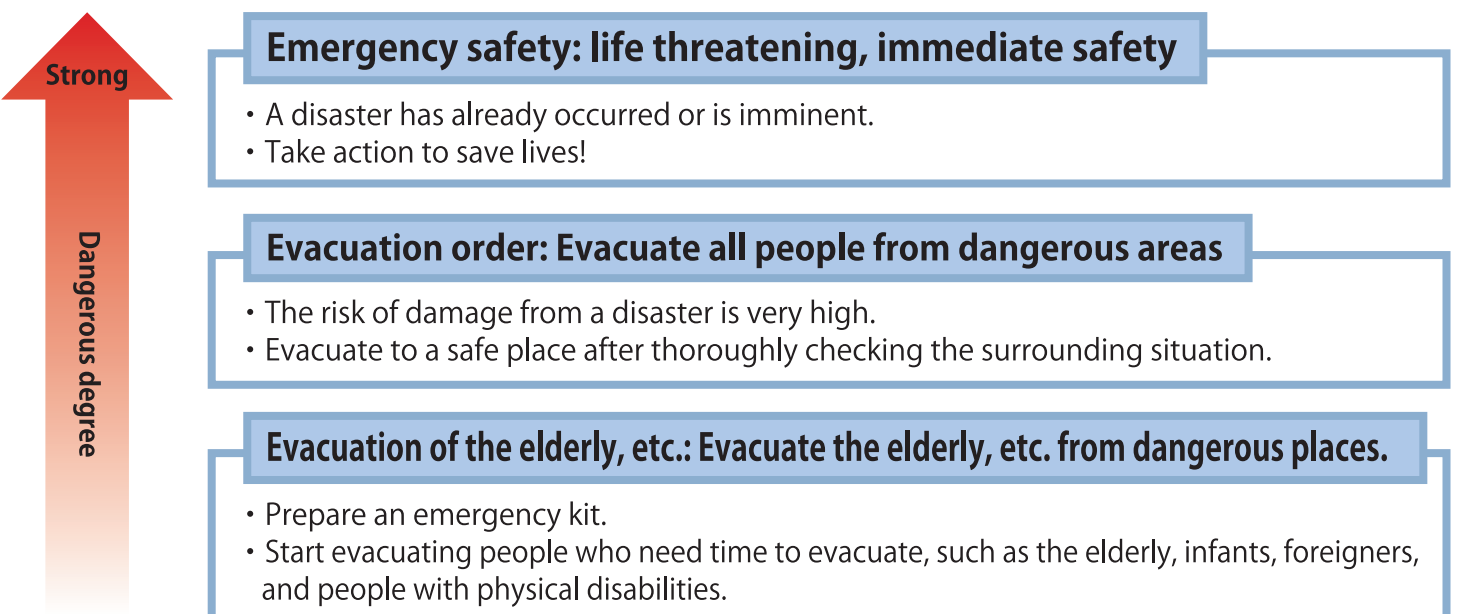 Strong
Dangerous degree
Emergency safety: life threatening, immediate safety
・A disaster has already occurred or is imminent.
・Take action to save lives!
Evacuation order: Evacuate all people from dangerous areas
・The risk of damage from a disaster is very high.
・Evacuate to a safe place after thoroughly checking the surrounding situation.
Evacuation of the elderly, etc.: Evacuate the elderly, etc. from dangerous places.
・Prepare an emergency kit.
・Start evacuating people who need time to evacuate, such as the elderly, infants, foreigners,
and people with physical disabilities.